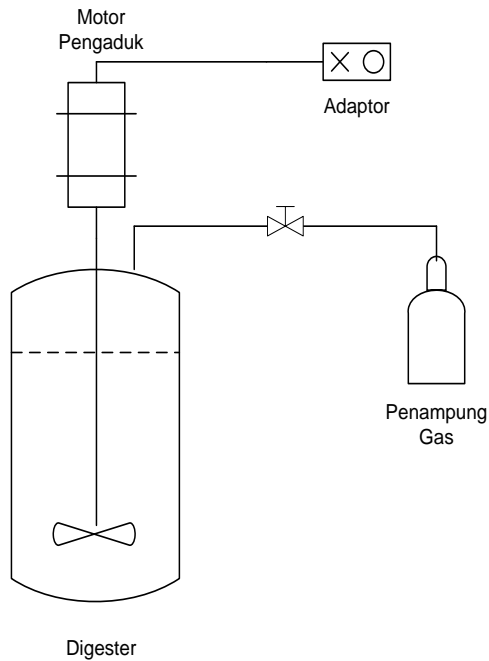 Motor
Pengaduk
Adaptor
Penampung
Gas
Digester